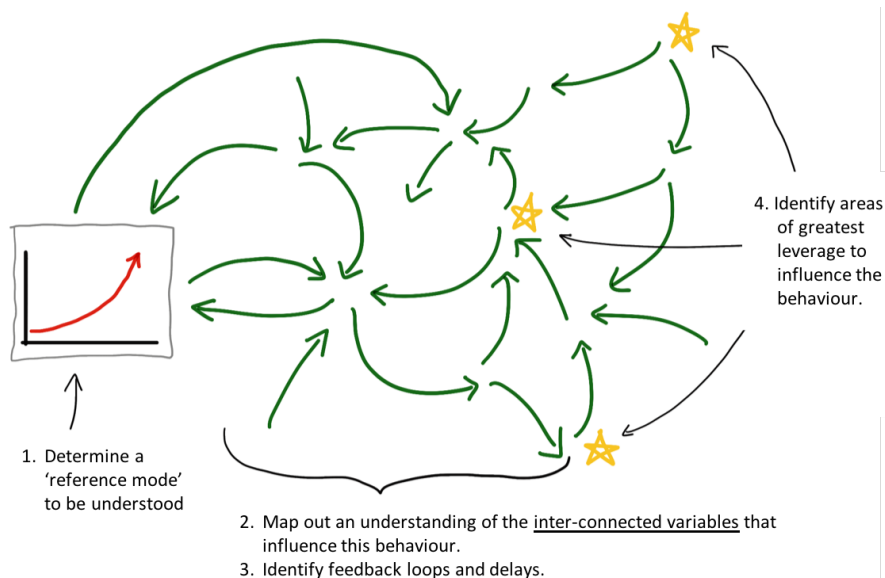 1. Determine a
‘reference mode’
to be understood
2. Map out an understanding of the inter-connected variables that
influence this behaviour.
3. Identify feedback loops and delays.
4. Identify areas
of greatest
leverage to
influence the
behaviour.